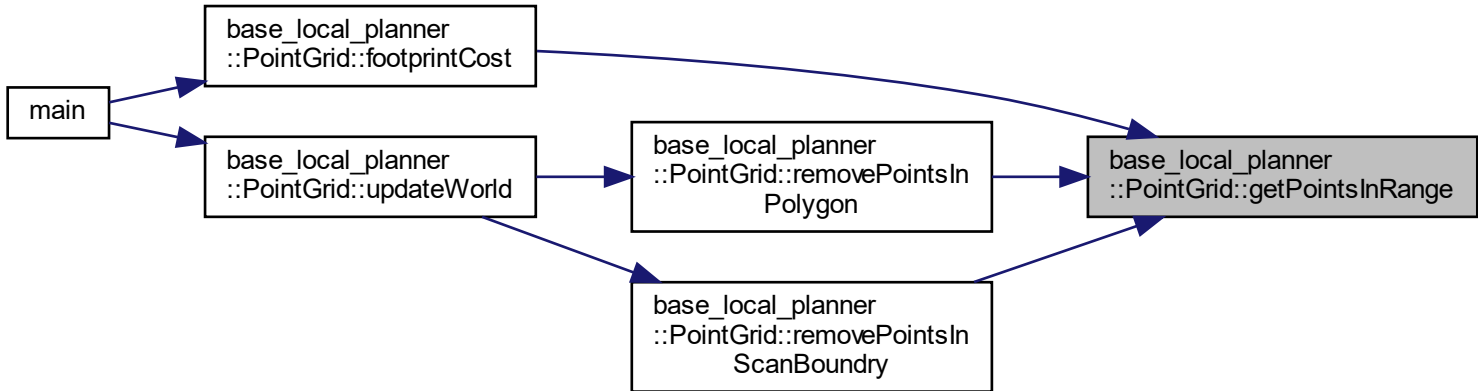 main
base_local_planner
::PointGrid::footprintCost
base_local_planner
::PointGrid::updateWorld
base_local_planner
::PointGrid::removePointsIn
Polygon
base_local_planner
::PointGrid::removePointsIn
ScanBoundry
base_local_planner
::PointGrid::getPointsInRange